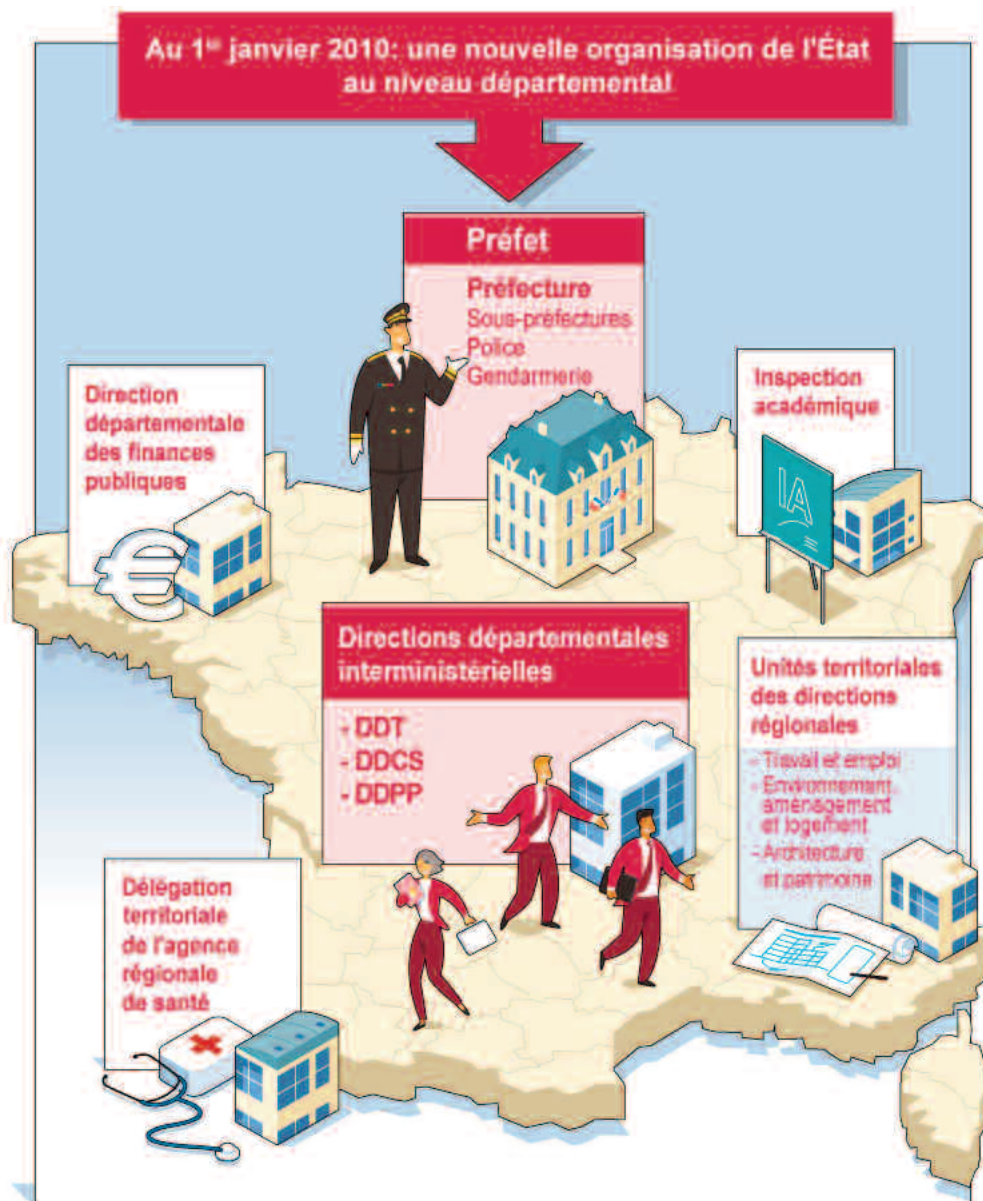 Au 1er janvier 2010: une nouvelle organisation de l'État
au niveau départemental
Préfet
Préfecture
Sous-préfectures
Police
Gendarmerie
Direction
départementale
des finances
publiques
Inspection
académique
IA
Directions départementales
interministérielles
- DDT
- DDCS
- DDPP
Unités territoriales
des directions
régionales
- Travail et emploi
- Environnement,
aménagement
et logement
- Architecture
et patrimoine
Délégation
territoriale
de l'agence
régionale
de santé